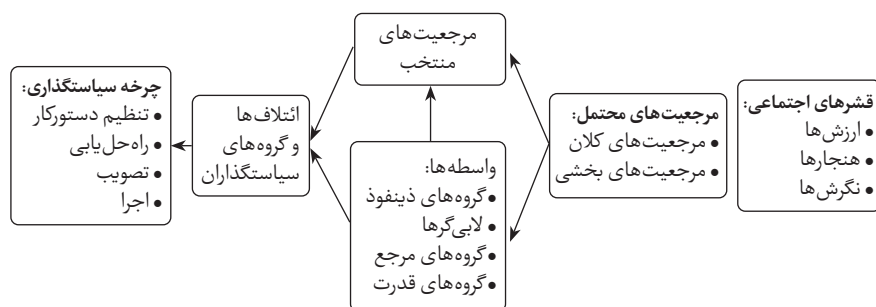 قشرهای اجتماعی:
• ارزش‌ها
• هنجارها
• نگرش‌ها
مرجعیت‌های محتمل:
• مرجعیت‌های کلان
• مرجعیت‌های بخشی
مرجعیت‌های
منتخب
واسطه‌ها:
• گروه‌های ذینفوذ
• لابی‌گرها
• گروه‌های مرجع
• گروه‌های قدرت
ائتلاف‌ها
و گروه‌های
سیاستگذاران
چرخه سیاستگذاری:
• تنظیم دستورکار
• راه‌حل‌یابی
• تصویب
• اجرا